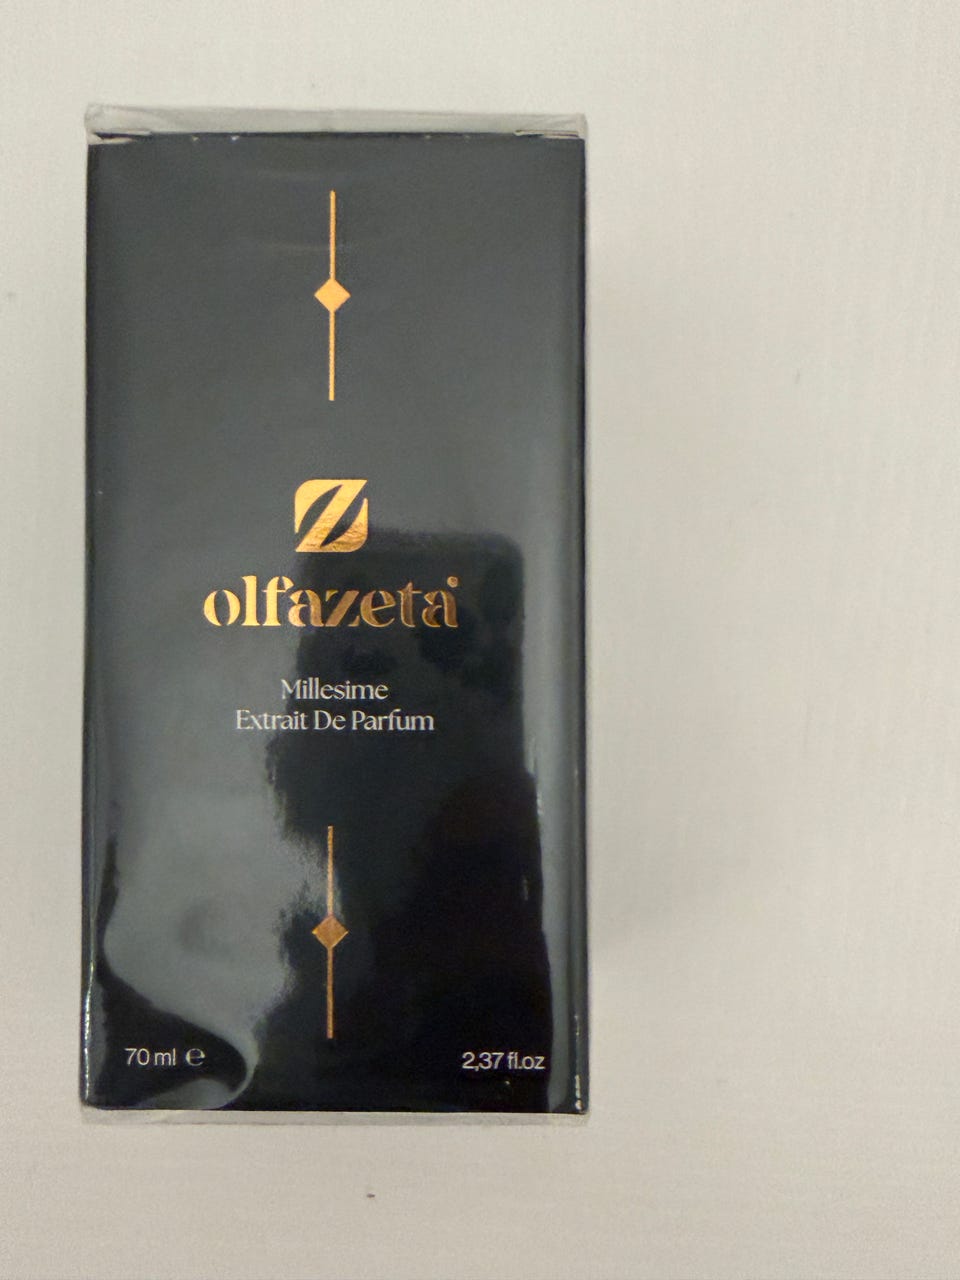 olfazeta®
Millesime
Extrait De Parfum
70 ml ℮
2,37 fl.oz